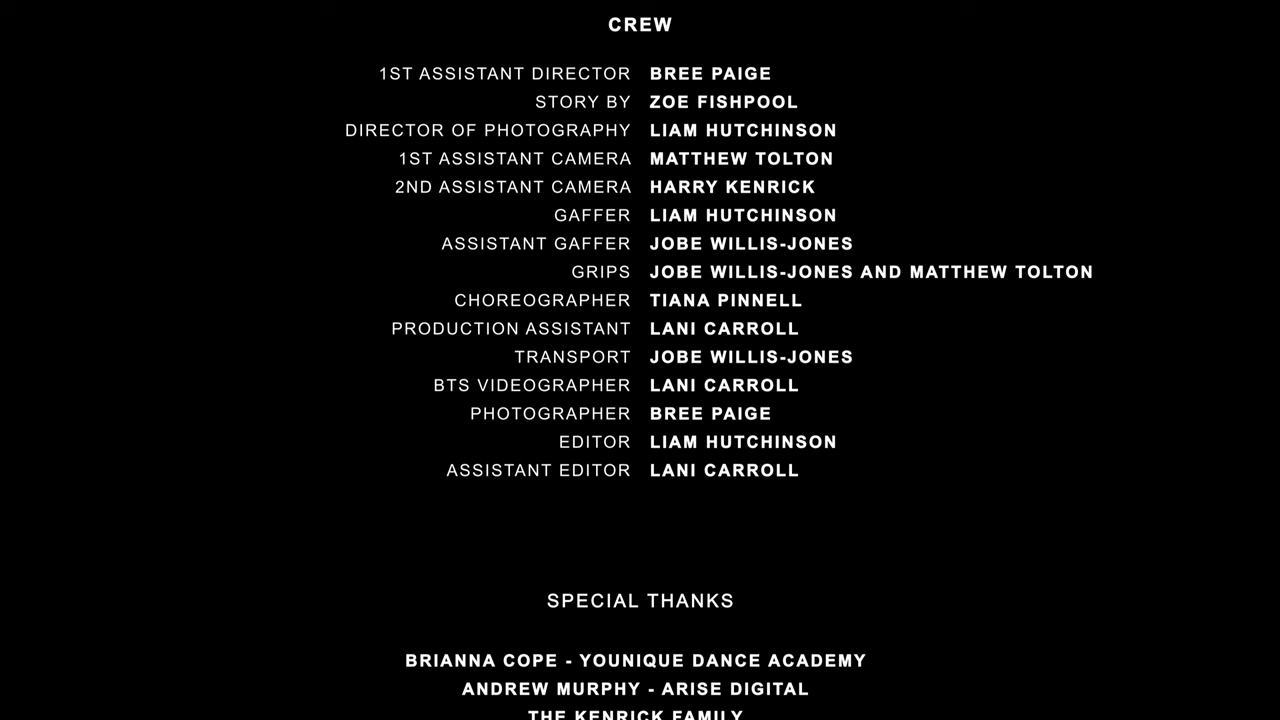 CREW
1ST ASSISTANT DIRECTOR BREE PAIGE
STORY BY ZOE FISHPOOL
DIRECTOR OF PHOTOGRAPHY LIAM HUTCHINSON
1ST ASSISTANT CAMERA MATTHEW TOLTON
2ND ASSISTANT CAMERA HARRY KENRICK
GAFFER LIAM HUTCHINSON
ASSISTANT GAFFER JOBE WILLIS-JONES
GRIPS JOBE WILLIS-JONES AND MATTHEW TOLTON
CHOREOGRAPHER TIANA PINNELL
PRODUCTION ASSISTANT LANI CARROLL
TRANSPORT JOBE WILLIS-JONES
BTS VIDEOGRAPHER LANI CARROLL
PHOTOGRAPHER BREE PAIGE
EDITOR LIAM HUTCHINSON
ASSISTANT EDITOR LANI CARROLL
SPECIAL THANKS
BRIANNA COPE - YOUNIQUE DANCE ACADEMY
ANDREW MURPHY - ARISE DIGITAL
THE KENRICK FAMILY